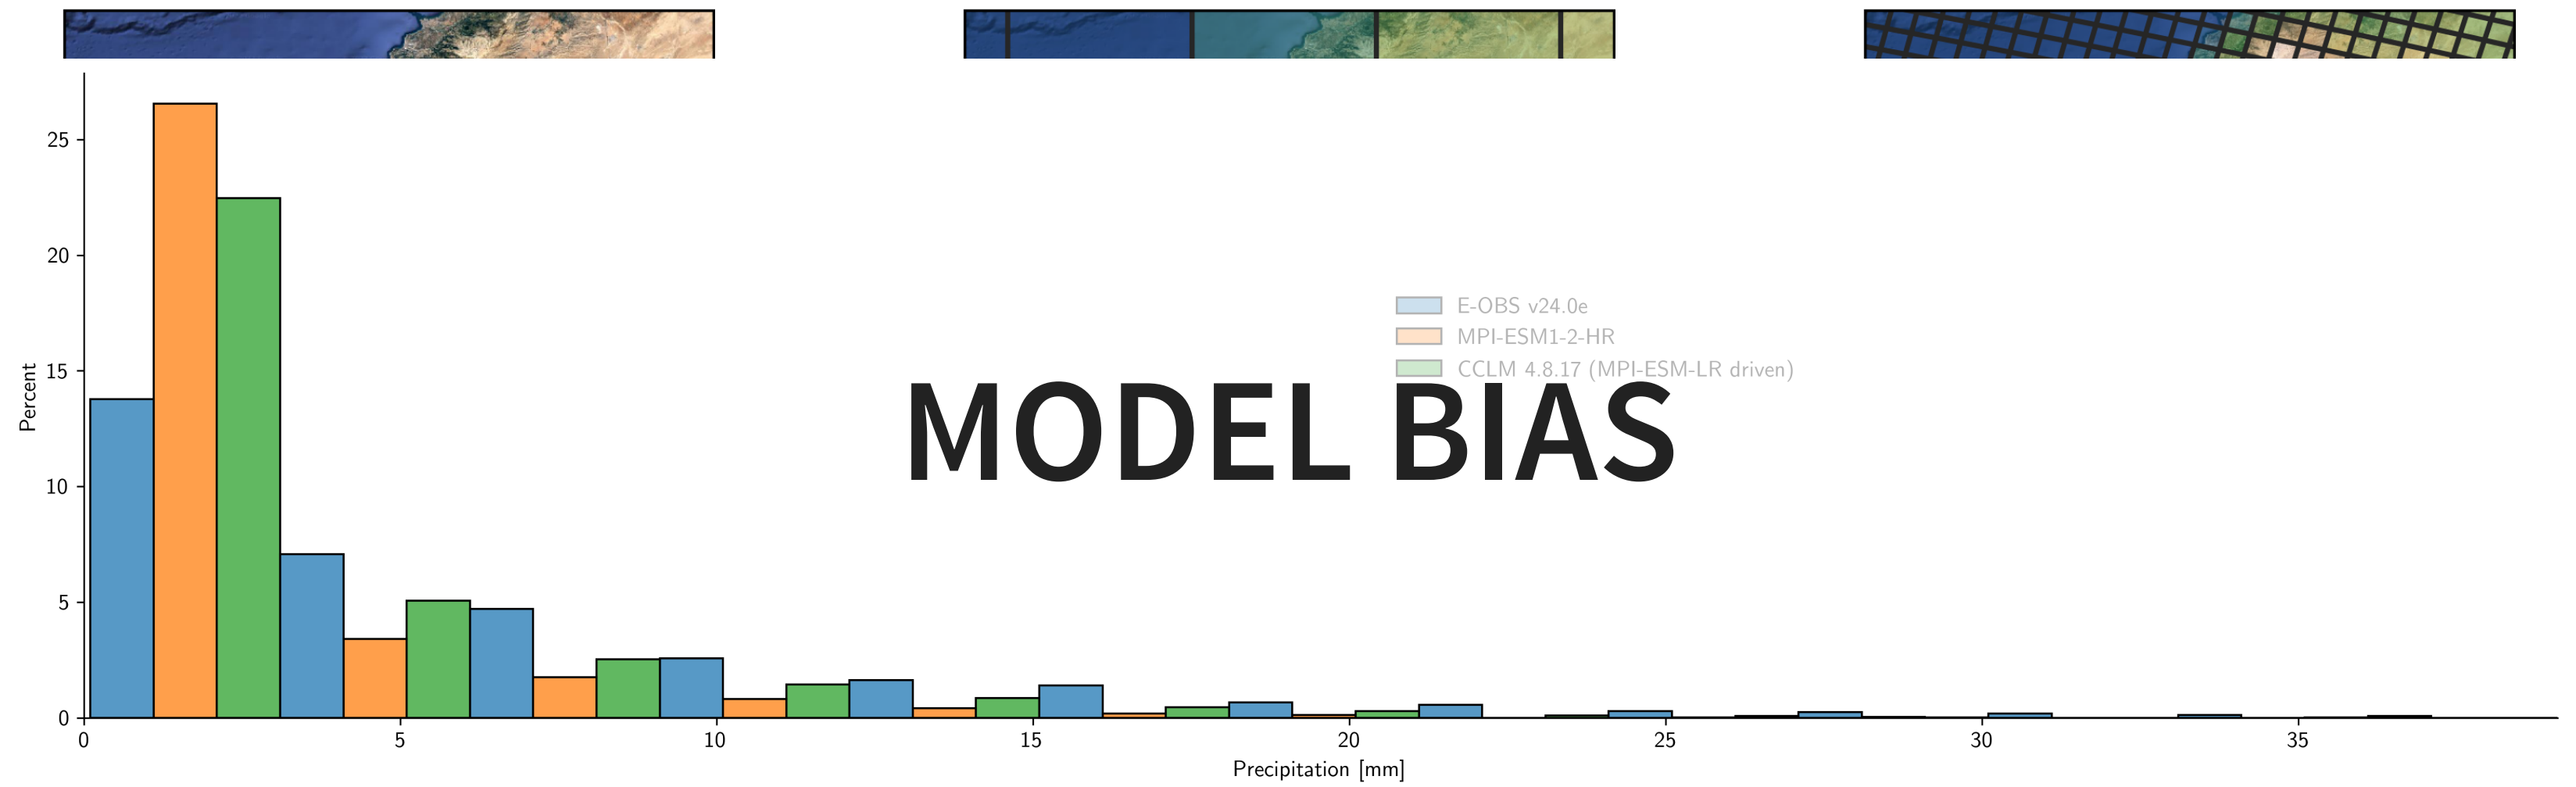 25
20
15
10
5
0
Percent
E-OBS v24.0e
MPI-ESM1-2-HR
CCLM 4.8.17 (MPI-ESM-LR driven)
MODEL BIAS
0 5 10 15 20 25 30 35
Precipitation [mm]